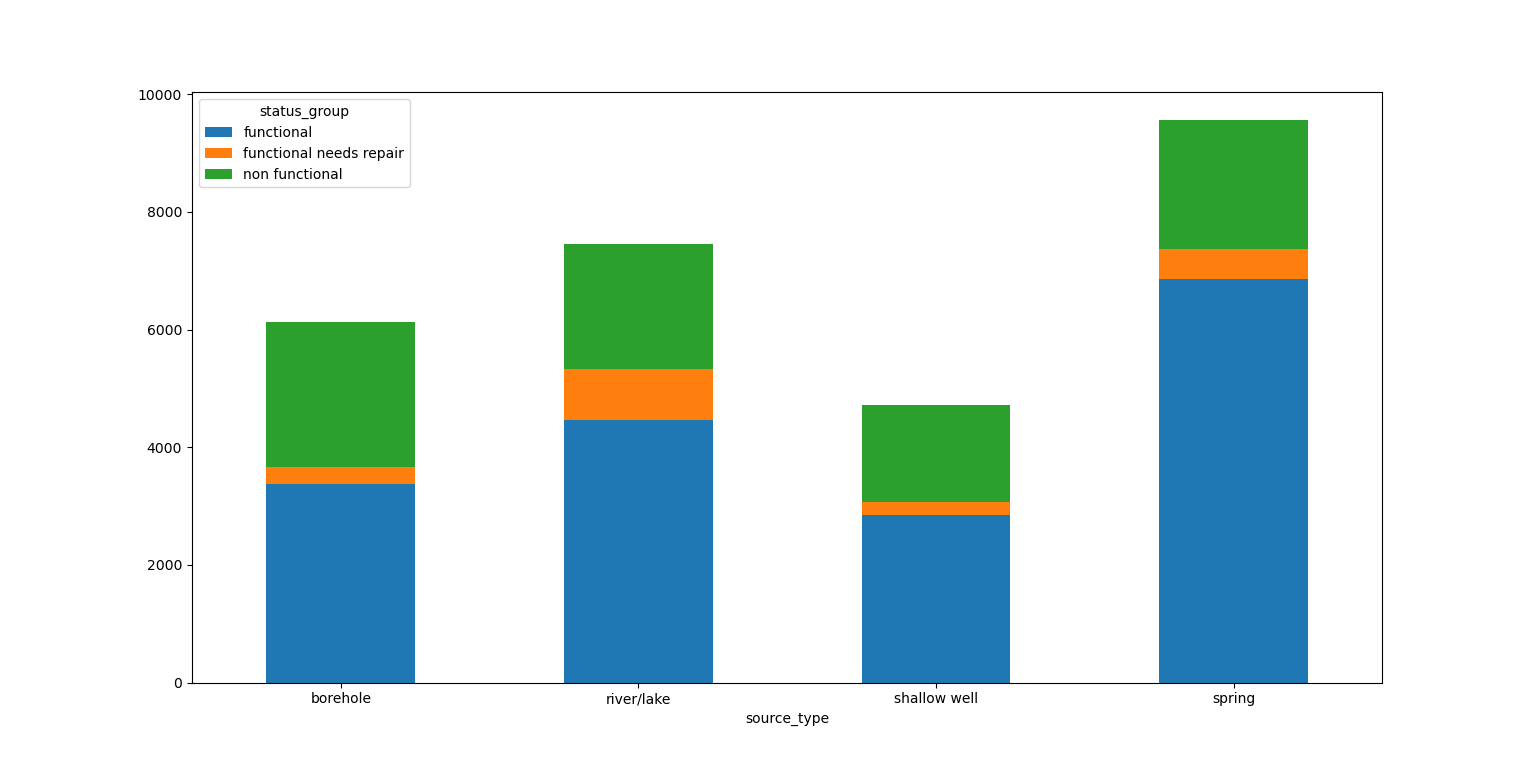 10000
8000
6000
4000
2000
0
status_group
functional
functional needs repair
non functional
borehole
river/lake
shallow well
spring
source_type